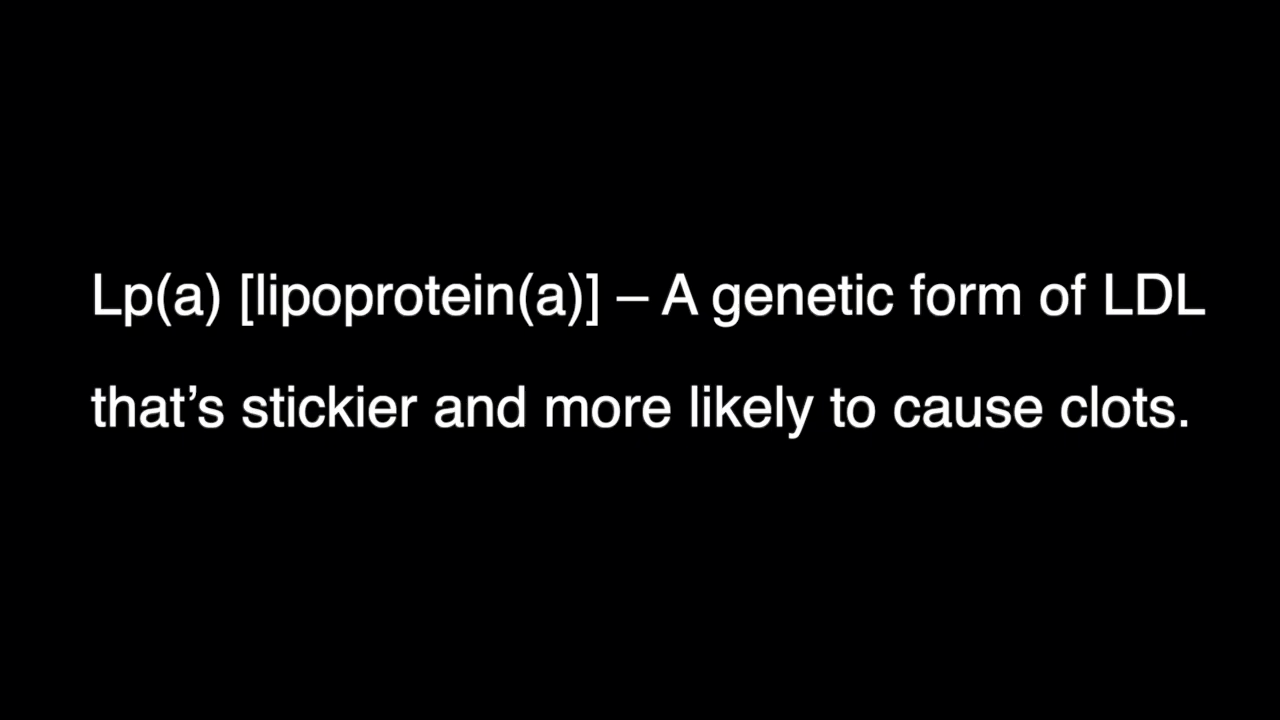 Lp(a) [lipoprotein(a)] – A genetic form of LDL
that’s stickier and more likely to cause clots.